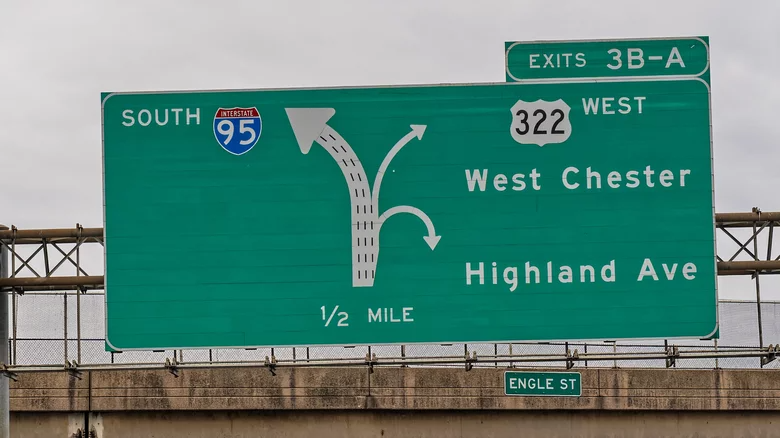 EXITS 3B-A
SOUTH INTERSTATE 95
322 WEST
West Chester
Highland Ave
1/2 MILE
ENGLE ST